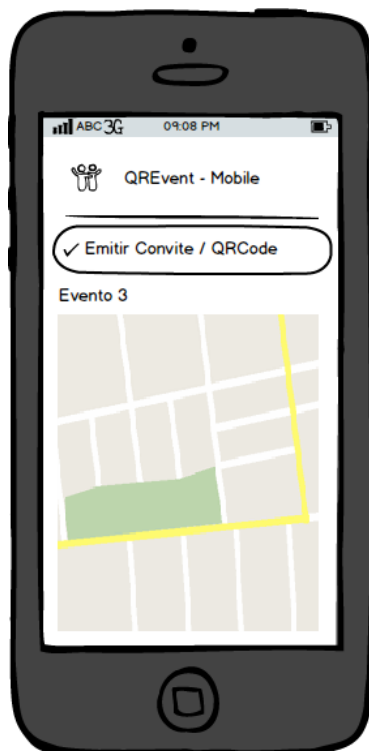 ABC 3G 09:08 PM
QREvent - Mobile
Emitir Convite / QRCode
Evento 3